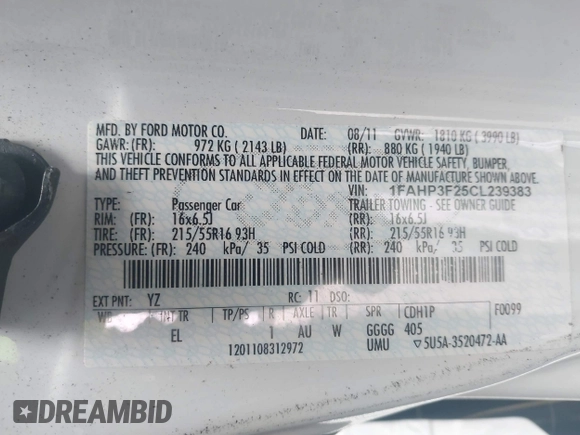 MFD. BY FORD MOTOR CO. DATE: 08/11 GVWR: 1810 KG ( 3990 LB)
GAWR: (FR): 972 KG ( 2143 LB) (RR): 880 KG ( 1940 LB)
THIS VEHICLE CONFORMS TO ALL APPLICABLE FEDERAL MOTOR VEHICLE SAFETY, BUMPER,
AND THEFT PREVENTION STANDARDS IN EFFECT ON THE DATE OF MANUFACTURE SHOWN ABOVE.
VIN: 1FAHP3F25CL239383
TYPE: Passenger Car TRAILER TOWING - SEE OWNER GUIDE
RIM: (FR): 16x6.5J (RR): 16x6.5J
TIRE: (FR): 215/55R16 93H (RR): 215/55R16 93H
PRESSURE: (FR): 240 kPa/ 35 PSI COLD (RR): 240 kPa/ 35 PSI COLD
EXT PNT: YZ RC: 11 DSO: F0099
WB INT TR TP/PS R AXLE TR SPR CDH1P
EL 1 AU W GGGG 405
1201108312972 UMU ▽5U5A-3520472-AA
DREAMBID